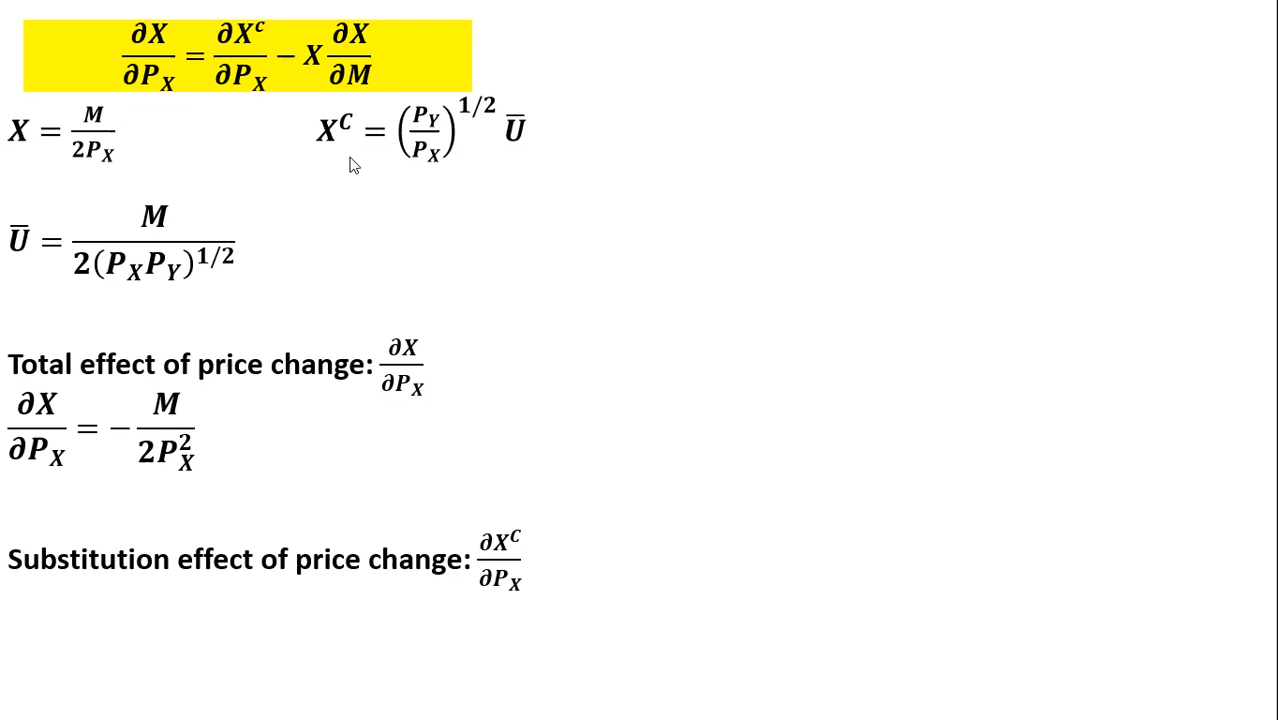 ∂X/∂P_X = ∂X^c/∂P_X − X ∂X/∂M
X = M/2P_X    X^C = (P_Y/P_X)^1/2 Ū
Ū = M/2(P_X P_Y)^1/2
Total effect of price change: ∂X/∂P_X
∂X/∂P_X = − M/2P_X^2
Substitution effect of price change: ∂X^C/∂P_X